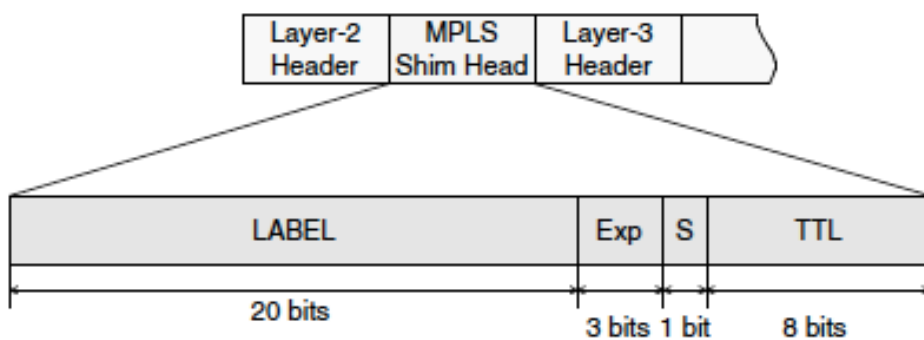 Layer-2 MPLS Layer-3
Header Shim Head Header
LABEL Exp S TTL
20 bits 3 bits 1 bit 8 bits